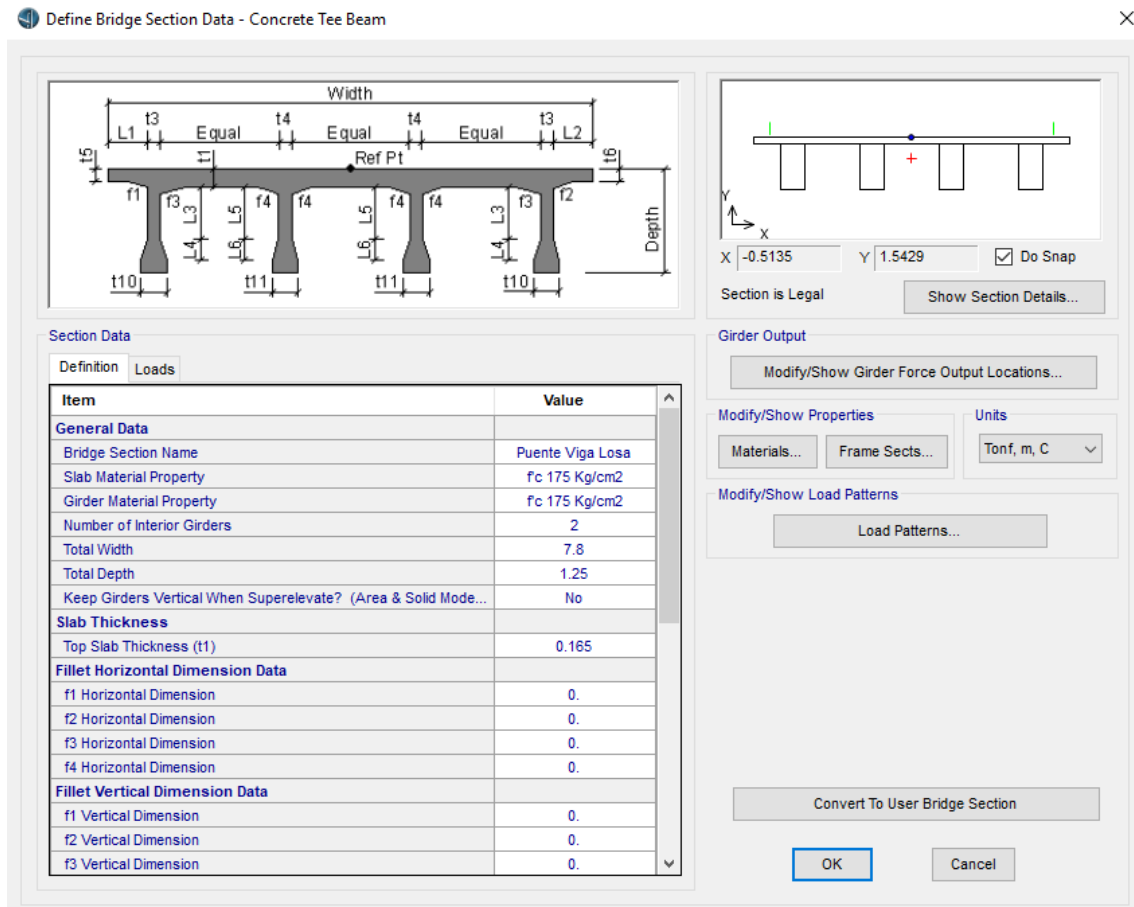 Define Bridge Section Data - Concrete Tee Beam
Width
t3 t4 t4 t3
L1 Equal Equal Equal L2
t5 t1 Ref Pt t6
f1 f3 L3 L5 f4 f4 L5 f4 f4 L3 f3 f2
L4 L6 L6 L4 Depth
t10 t11 t11 t10
Y
X
X -0.5135 Y 1.5429 Do Snap
Section is Legal Show Section Details...
Section Data
Definition Loads
Item Value
General Data
Bridge Section Name Puente Viga Losa
Slab Material Property f'c 175 Kg/cm2
Girder Material Property f'c 175 Kg/cm2
Number of Interior Girders 2
Total Width 7.8
Total Depth 1.25
Keep Girders Vertical When Superelevate? (Area & Solid Mode... No
Slab Thickness
Top Slab Thickness (t1) 0.165
Fillet Horizontal Dimension Data
f1 Horizontal Dimension 0.
f2 Horizontal Dimension 0.
f3 Horizontal Dimension 0.
f4 Horizontal Dimension 0.
Fillet Vertical Dimension Data
f1 Vertical Dimension 0.
f2 Vertical Dimension 0.
f3 Vertical Dimension 0.
Girder Output
Modify/Show Girder Force Output Locations...
Modify/Show Properties
Materials... Frame Sects...
Units
Tonf, m, C
Modify/Show Load Patterns
Load Patterns...
Convert To User Bridge Section
OK Cancel